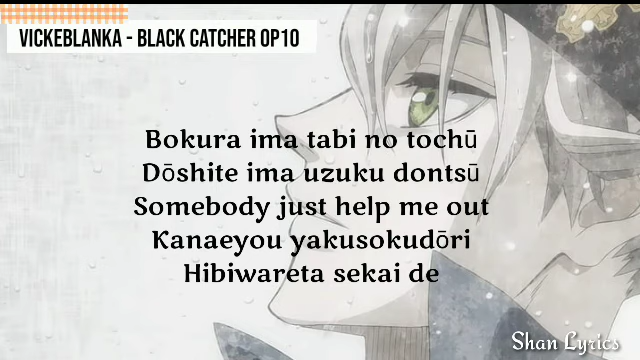 VICKEBLANKA - BLACK CATCHER OP10
Bokura ima tabi no tochū
Dōshite ima uzuku dontsū
Somebody just help me out
Kanaeyou yakusokudōri
Hibiwareta sekai de
Shan Lyrics